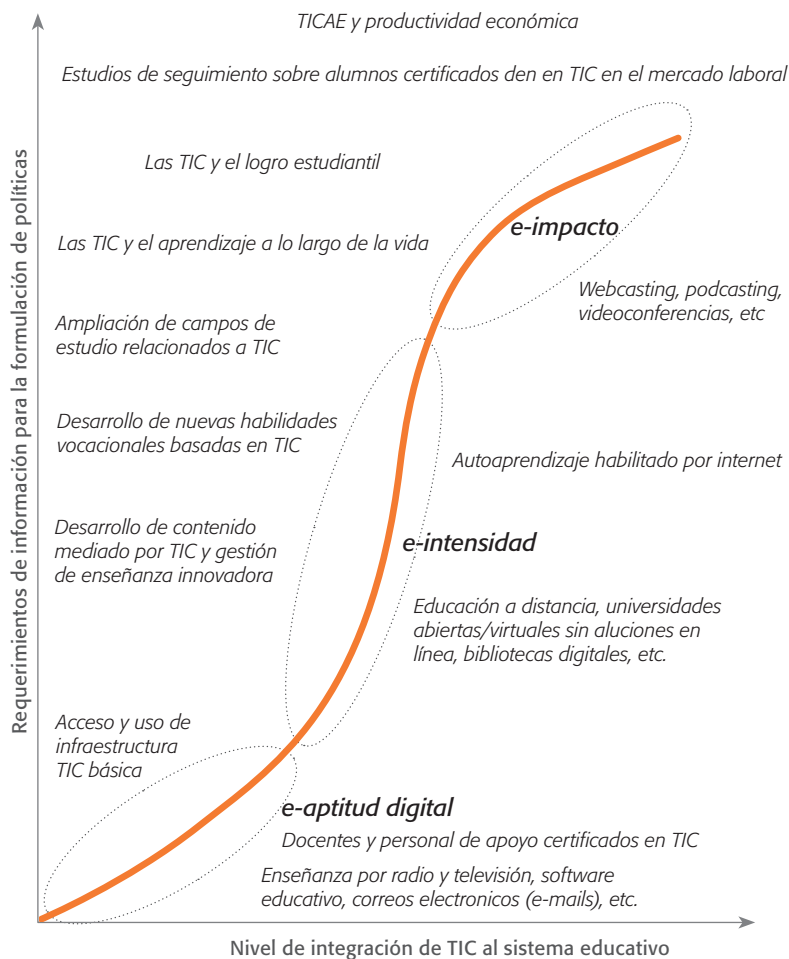 TICAE y productividad económica
Estudios de seguimiento sobre alumnos certificados den en TIC en el mercado laboral
Las TIC y el logro estudiantil
e-impacto
Las TIC y el aprendizaje a lo largo de la vida
Webcasting, podcasting,
videoconferencias, etc
Ampliación de campos de
estudio relacionados a TIC
Desarrollo de nuevas habilidades
vocacionales basadas en TIC
Autoaprendizaje habilitado por internet
Desarrollo de contenido
mediado por TIC y gestión
de enseñanza innovadora
e-intensidad
Educación a distancia, universidades
abiertas/virtuales sin aluciones en
línea, bibliotecas digitales, etc.
Acceso y uso de
infraestructura
TIC básica
e-aptitud digital
Docentes y personal de apoyo certificados en TIC
Enseñanza por radio y televisión, software
educativo, correos electronicos (e-mails), etc.
Requerimientos de información para la formulación de políticas
Nivel de integración de TIC al sistema educativo